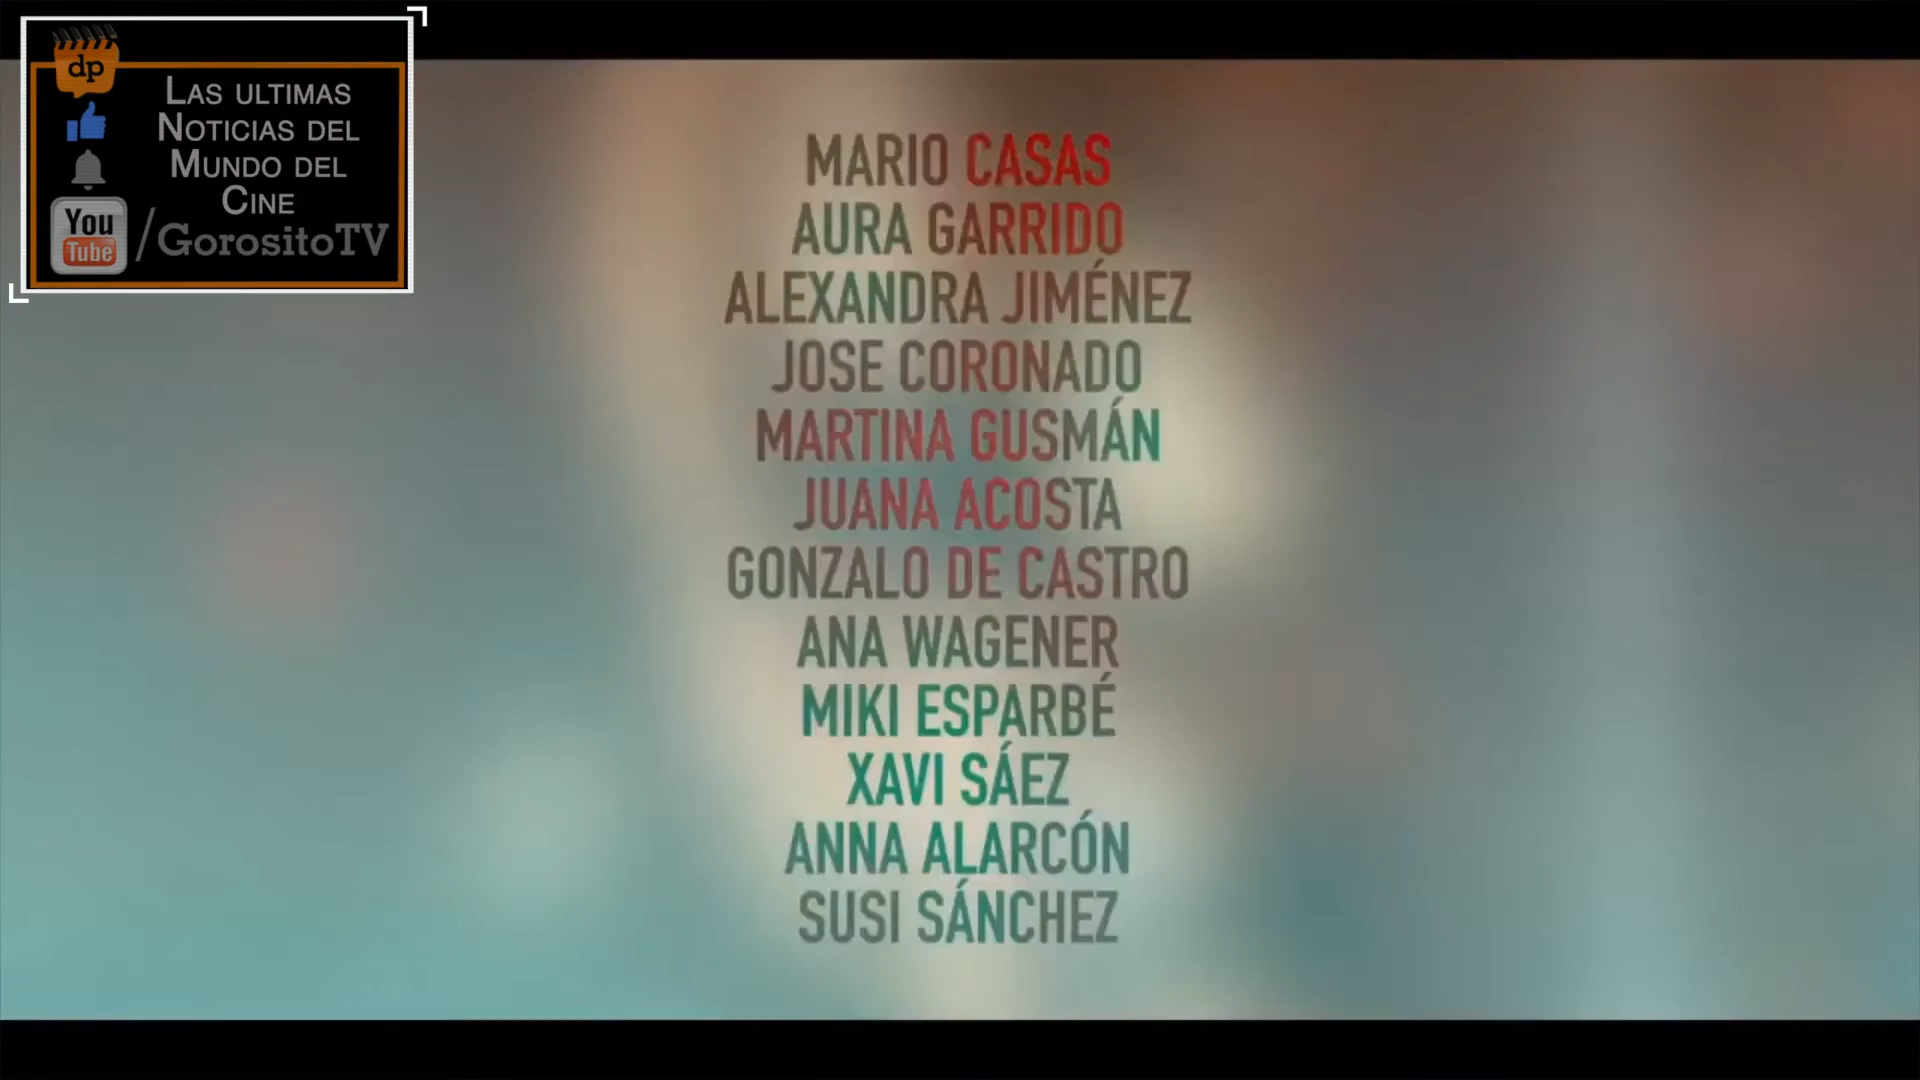 dp
LAS ULTIMAS
NOTICIAS DEL
MUNDO DEL
CINE
You
Tube
/GorositoTV
MARIO CASAS
AURA GARRIDO
ALEXANDRA JIMÉNEZ
JOSE CORONADO
MARTINA GUSMÁN
JUANA ACOSTA
GONZALO DE CASTRO
ANA WAGENER
MIKI ESPARBÉ
XAVI SÁEZ
ANNA ALARCÓN
SUSI SÁNCHEZ